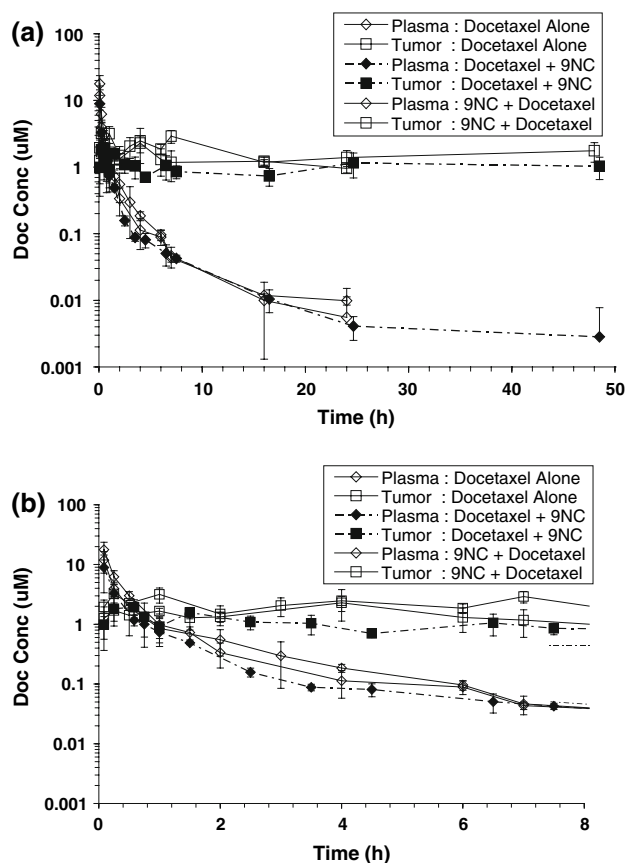 (a)
100
10
1
0.1
0.01
0.001
Doc Conc (uM)
Plasma : Docetaxel Alone
Tumor : Docetaxel Alone
Plasma : Docetaxel + 9NC
Tumor : Docetaxel + 9NC
Plasma : 9NC + Docetaxel
Tumor : 9NC + Docetaxel
0 10 20 30 40 50
Time (h)
(b)
100
10
1
0.1
0.01
0.001
Doc Conc (uM)
Plasma : Docetaxel Alone
Tumor : Docetaxel Alone
Plasma : Docetaxel + 9NC
Tumor : Docetaxel + 9NC
Plasma : 9NC + Docetaxel
Tumor : 9NC + Docetaxel
0 2 4 6 8
Time (h)